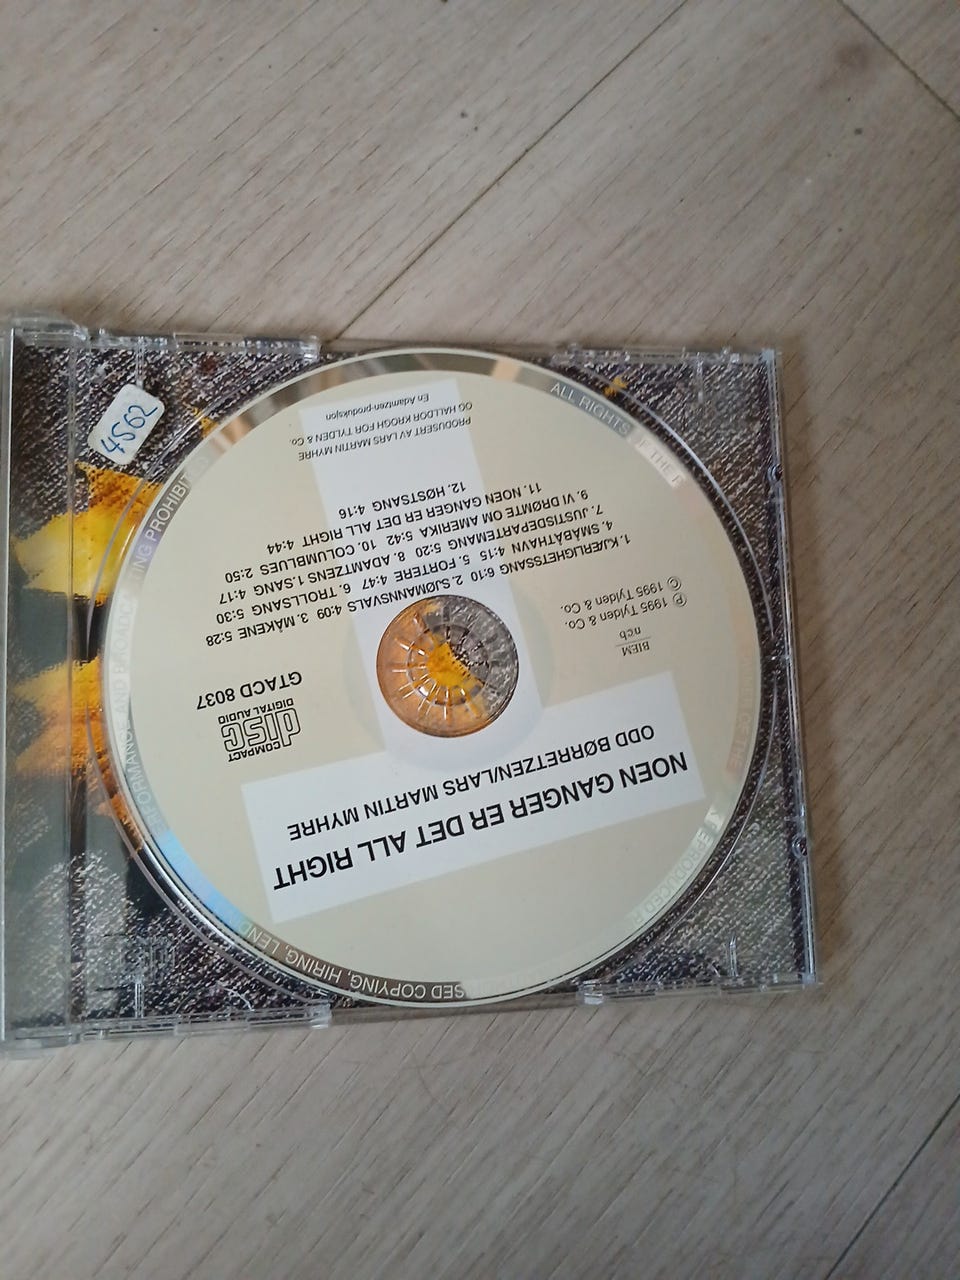 NOEN GANGER ER DET ALL RIGHT
ODD BØRRETZEN/LARS MARTIN MYHRE
COMPACT
disc
DIGITAL AUDIO
GTACD 8037
BIEM
ncb
Ⓟ 1995 Tylden & Co.
© 1995 Tylden & Co.
1. KJÆRLIGHETSSANG 6:10 2. SJØMANNSVALS 4:09 3. MÅKENE 5:28
4. SMÅBÅTHAVN 4:15 5. FORTERE 4:47 6. TROLLSANG 5:30
7. JUSTISDEPARTEMANG 5:20 8. ADAMTZENS 1.SANG 4:17
9. VI DRØMTE OM AMERIKA 5:42 10. COLUMBLUES 2:50
11. NOEN GANGER ER DET ALL RIGHT 4:44
12. HØSTSANG 4:16
PRODUSERT AV LARS MARTIN MYHRE
OG HALLDOR KROGH FOR TYLDEN & Co.
En Adamtzen-produksjon
ALL RIGHTS
COPYING, HIRING,
PERFORMANCE AND
4562